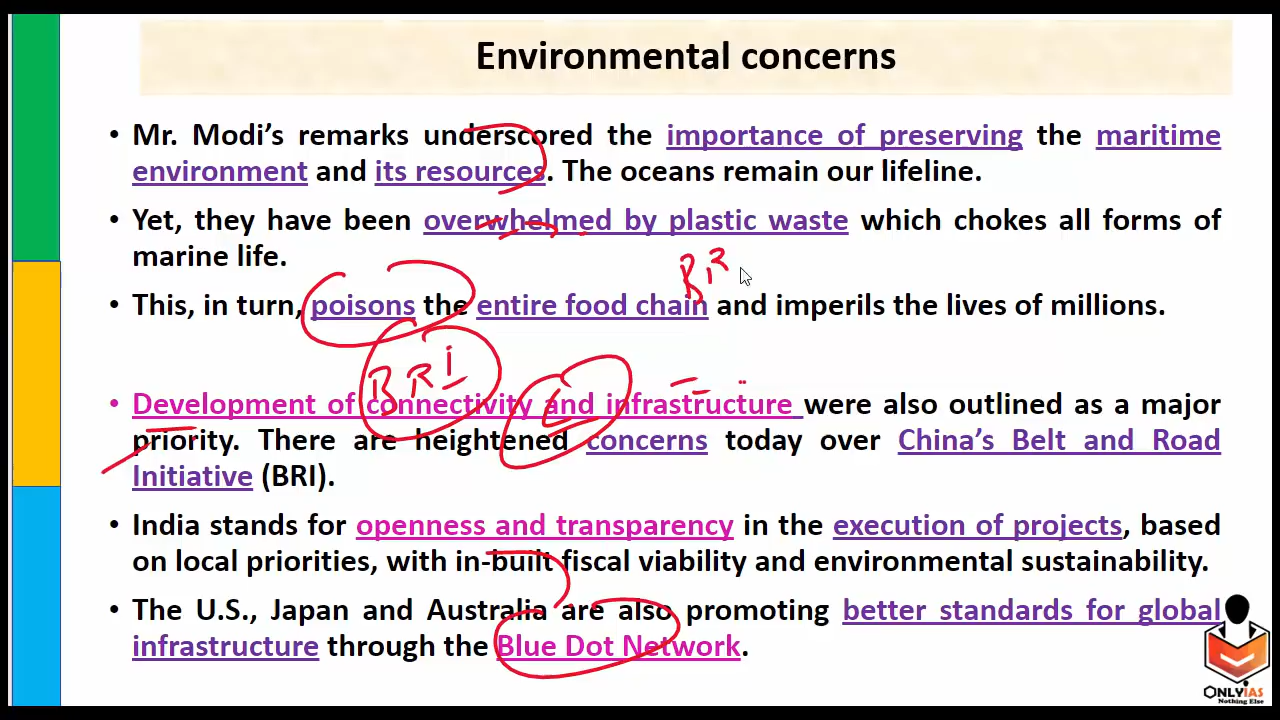 Environmental concerns
• Mr. Modi's remarks underscored the importance of preserving the maritime
environment and its resources. The oceans remain our lifeline.
• Yet, they have been overwhelmed by plastic waste which chokes all forms of
marine life.
BR
• This, in turn, poisons the entire food chain and imperils the lives of millions.
BRI
• Development of connectivity and infrastructure were also outlined as a major
priority. There are heightened concerns today over China's Belt and Road
Initiative (BRI).
• India stands for openness and transparency in the execution of projects, based
on local priorities, with in-built fiscal viability and environmental sustainability.
• The U.S., Japan and Australia are also promoting better standards for global
infrastructure through the Blue Dot Network.
ONLYIAS
Nothing Else